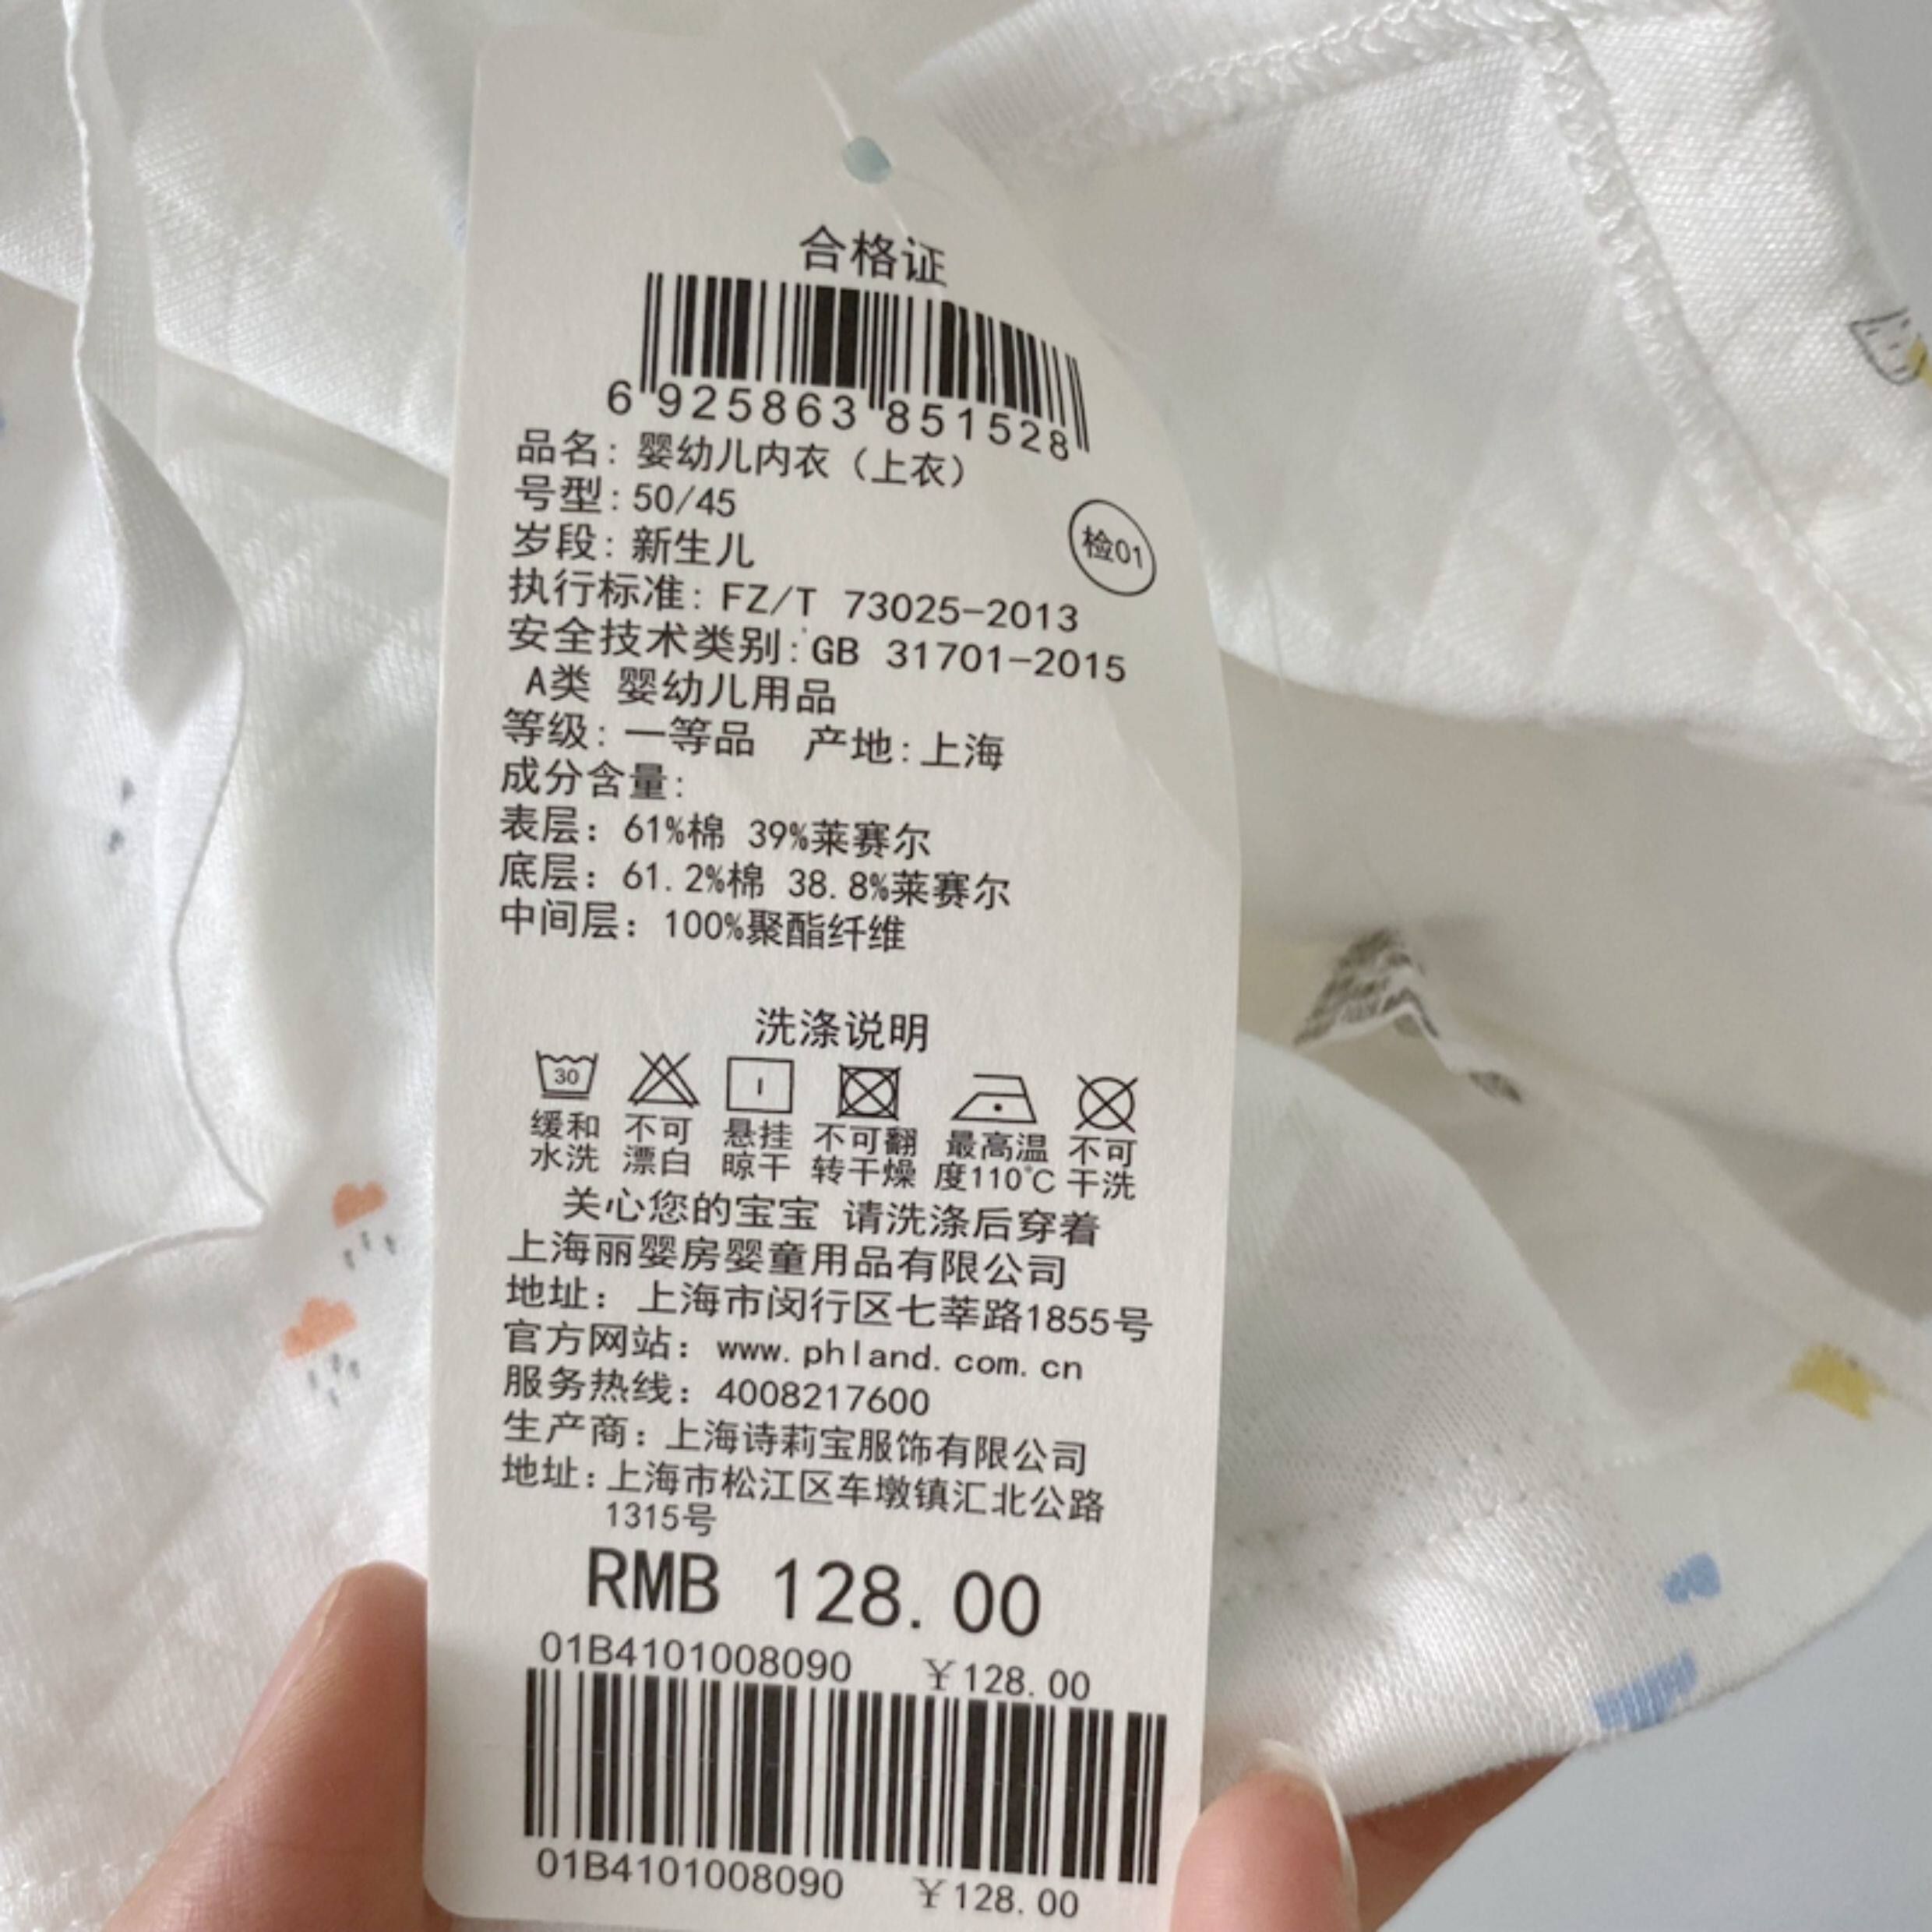 合格证
6 925863 851528
品名：婴幼儿内衣（上衣）
号型：50/45
岁段：新生儿
检01
执行标准：FZ/T 73025-2013
安全技术类别：GB 31701-2015
A类 婴幼儿用品
等级：一等品 产地：上海
成分含量：
表层：61%棉 39%莱赛尔
底层：61.2%棉 38.8%莱赛尔
中间层：100%聚酯纤维
洗涤说明
30
缓和水洗 不可漂白 悬挂晾干 不可翻转干燥 最高温度110℃ 不可干洗
关心您的宝宝 请洗涤后穿着
上海丽婴房婴童用品有限公司
地址：上海市闵行区七莘路1855号
官方网站：www.phland.com.cn
服务热线：4008217600
生产商：上海诗莉宝服饰有限公司
地址：上海市松江区车墩镇汇北公路
1315号
RMB 128.00
01B4101008090 ￥128.00
01B4101008090 ￥128.00